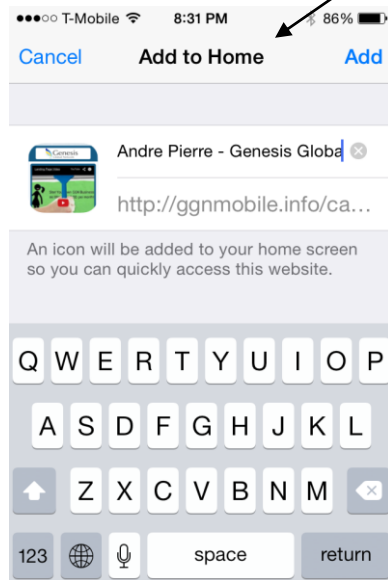 T-Mobile 8:31 PM 86%
Cancel Add to Home Add
Genesis
Andre Pierre - Genesis Globa
http://ggnmobile.info/ca...
An icon will be added to your home screen
so you can quickly access this website.
Q W E R T Y U I O P
A S D F G H J K L
Z X C V B N M
123 space return